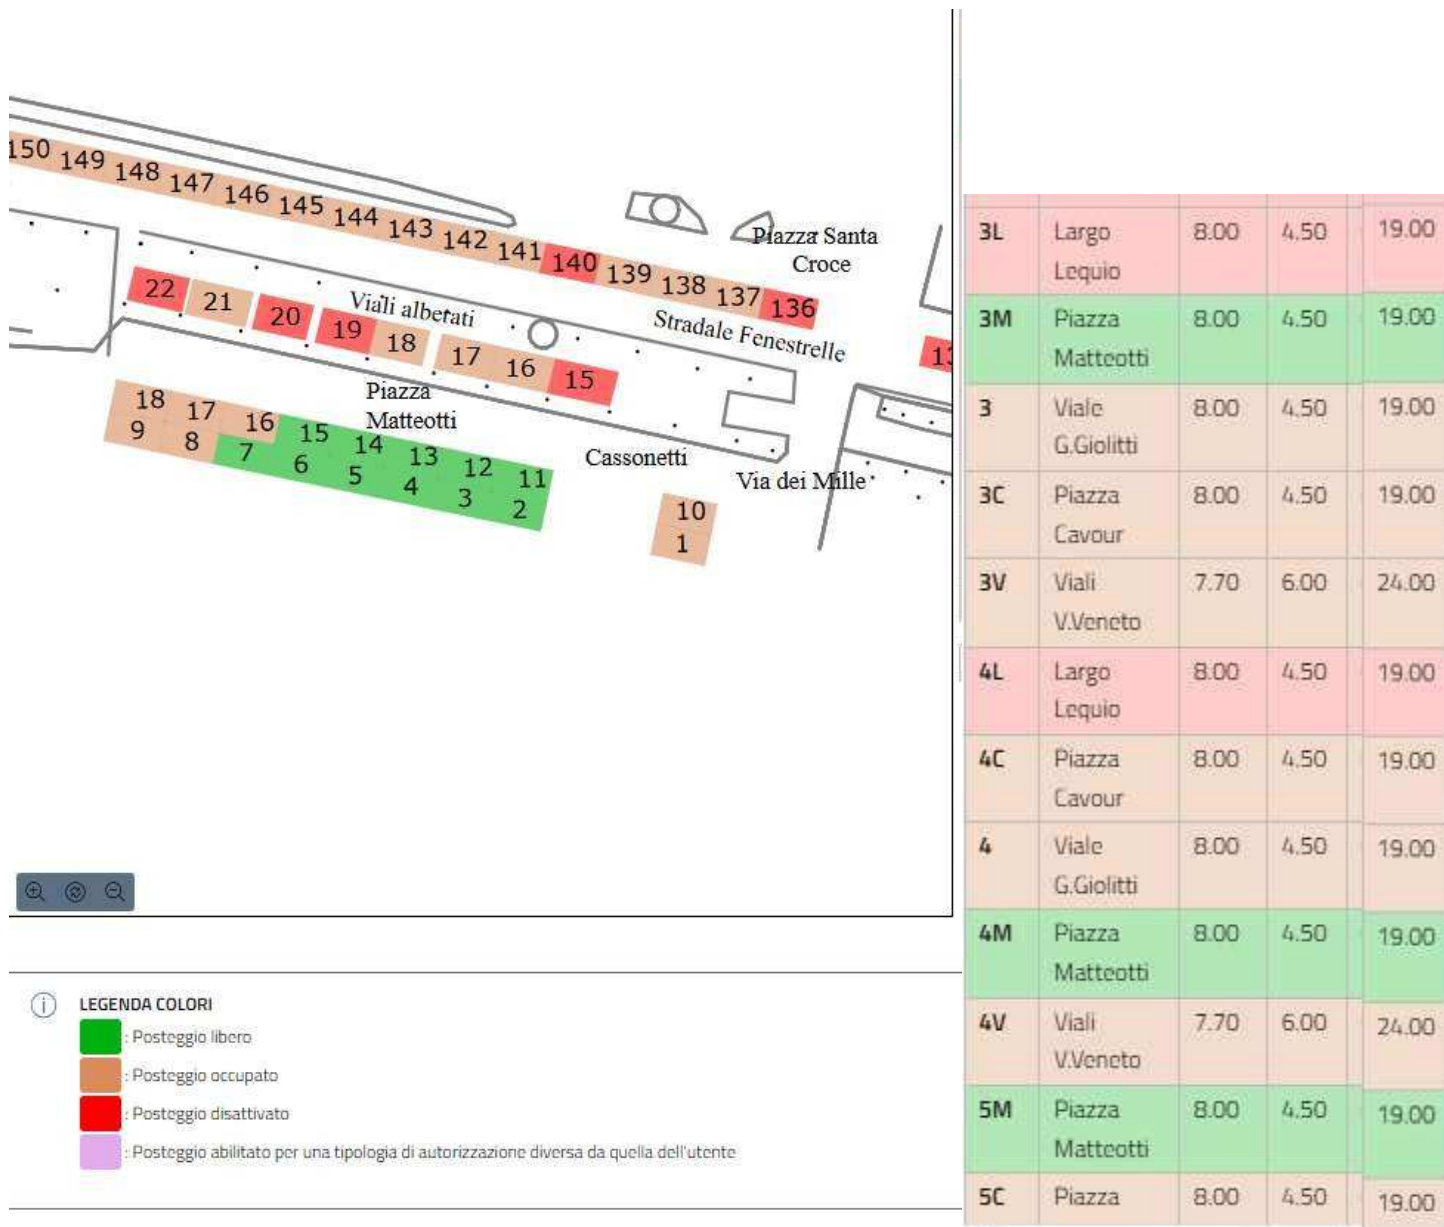 150 149 148 147 146 145 144 143 142 141 140 139 138 137 136
Piazza Santa
Croce
22 21 20 19 18 17 16 15
Viali alberati
Stradale Fenestrelle
Piazza
Matteotti
18 17 16 15 14 13 12 11
9 8 7 6 5 4 3 2
Cassonetti
Via dei Mille
10
1
LEGENDA COLORI
: Posteggio libero
: Posteggio occupato
: Posteggio disattivato
: Posteggio abilitato per una tipologia di autorizzazione diversa da quella dell'utente
3L Largo 8.00 4.50 19.00
Lequio
3M Piazza 8.00 4.50 19.00
Matteotti
3 Viale 8.00 4.50 19.00
G.Giolitti
3C Piazza 8.00 4.50 19.00
Cavour
3V Viali 7.70 6.00 24.00
V.Veneto
4L Largo 8.00 4.50 19.00
Lequio
4C Piazza 8.00 4.50 19.00
Cavour
4 Viale 8.00 4.50 19.00
G.Giolitti
4M Piazza 8.00 4.50 19.00
Matteotti
4V Viali 7.70 6.00 24.00
V.Veneto
5M Piazza 8.00 4.50 19.00
Matteotti
5C Piazza 8.00 4.50 19.00